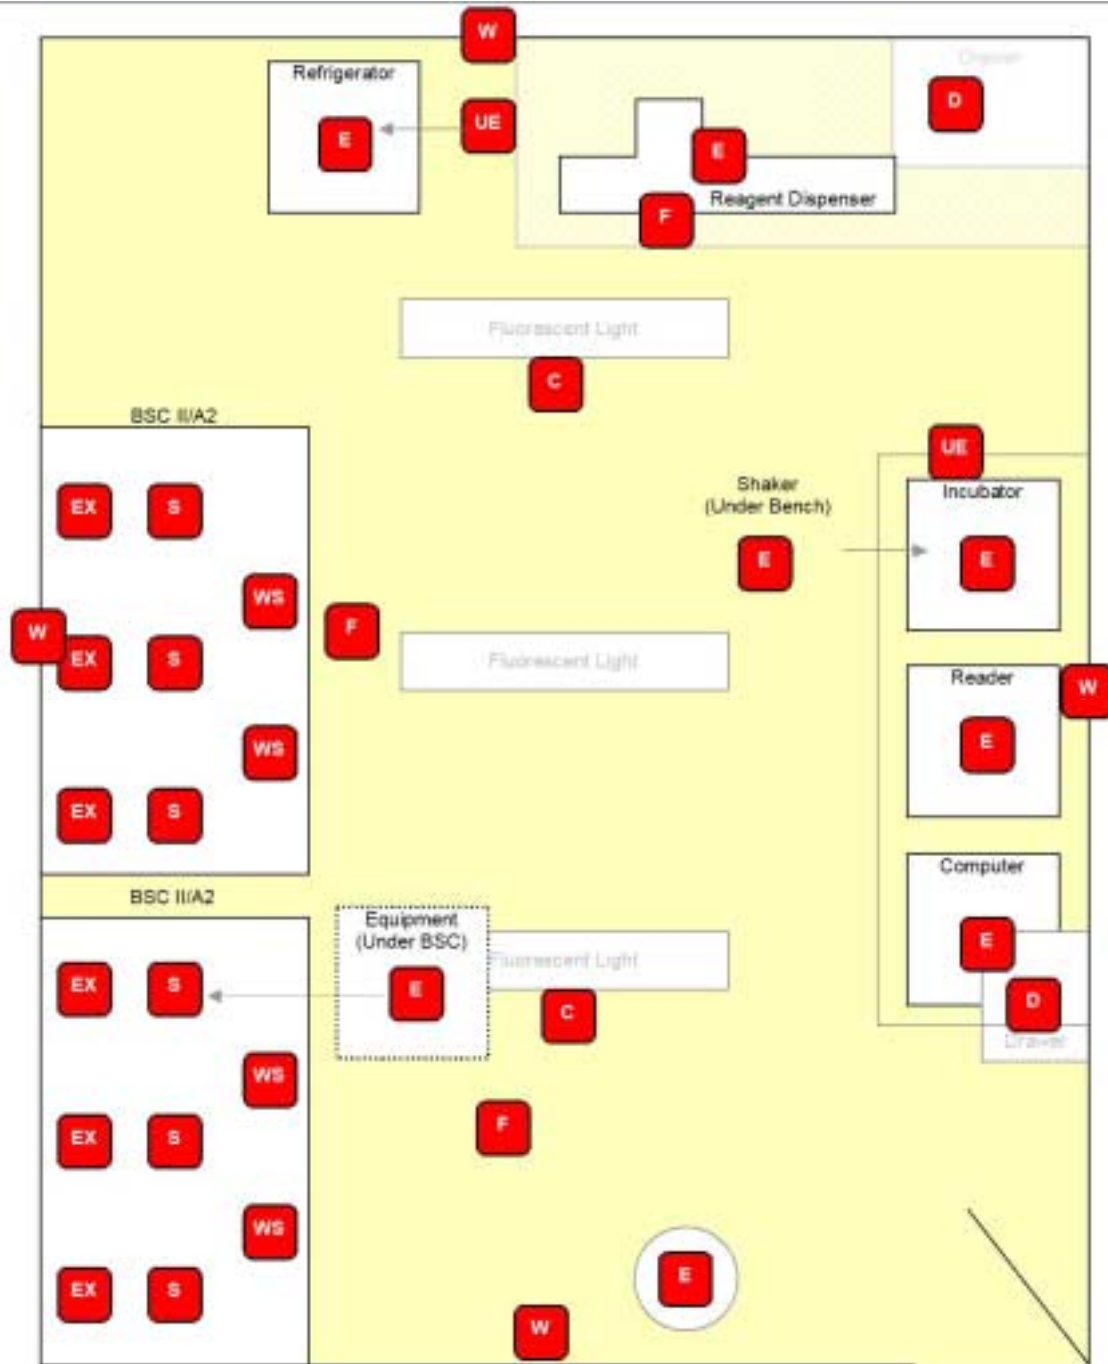 W
Refrigerator
Drawer
D
UE
E
E
Reagent Dispenser
F
Fluorescent Light
C
BSC II/A2
UE
Shaker
(Under Bench)
Incubator
EX
S
E
E
WS
W
F
EX
S
Fluorescent Light
Reader
W
WS
E
EX
S
Computer
BSC II/A2
Equipment
(Under BSC)
E
Fluorescent Light
EX
S
E
D
C
Drawer
WS
F
EX
S
WS
E
EX
S
W